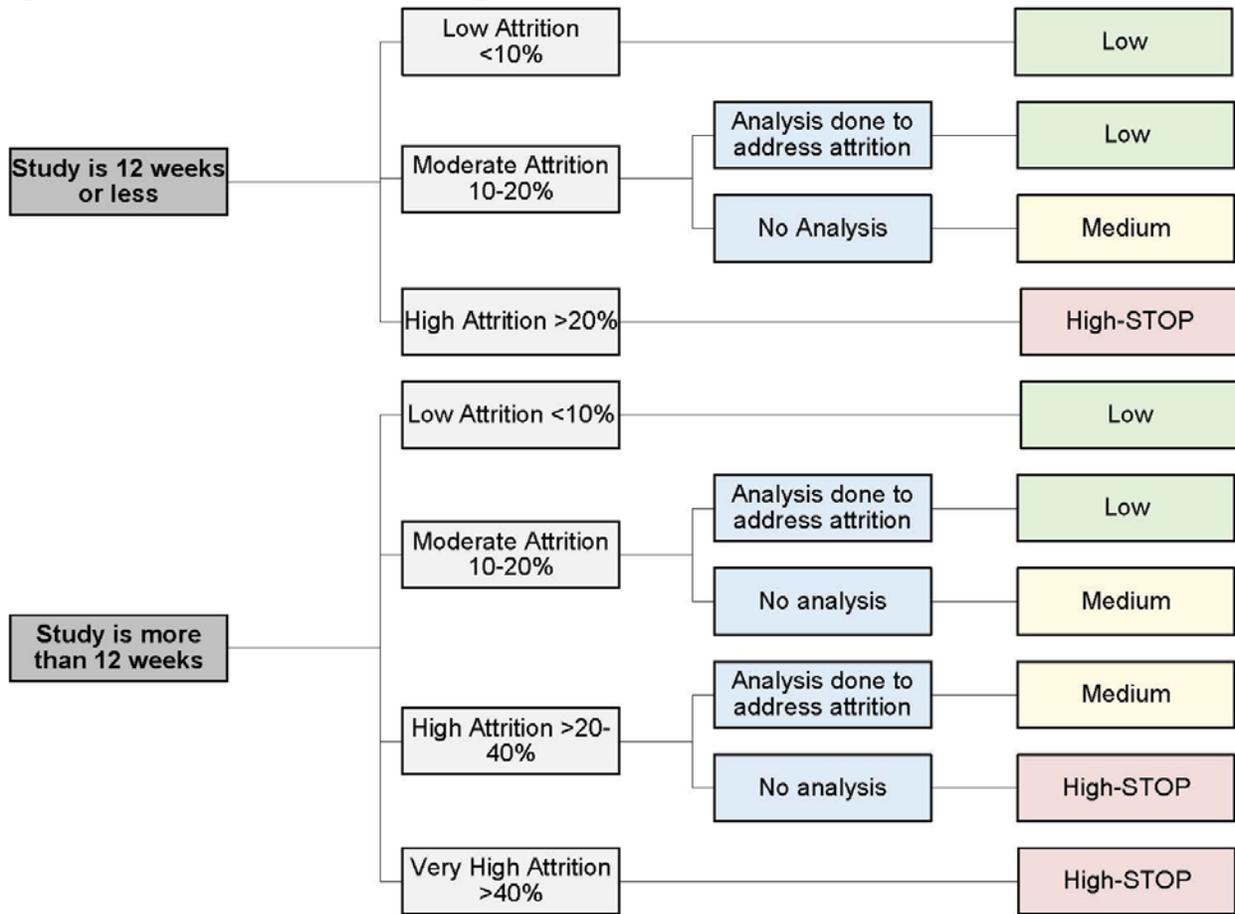 Study is 12 weeks
or less
Low Attrition
<10%
Low
Moderate Attrition
10-20%
Analysis done to
address attrition
Low
No Analysis
Medium
High Attrition >20%
High-STOP
Study is more
than 12 weeks
Low Attrition <10%
Low
Moderate Attrition
10-20%
Analysis done to
address attrition
Low
No analysis
Medium
High Attrition >20-
40%
Analysis done to
address attrition
Medium
No analysis
High-STOP
Very High Attrition
>40%
High-STOP